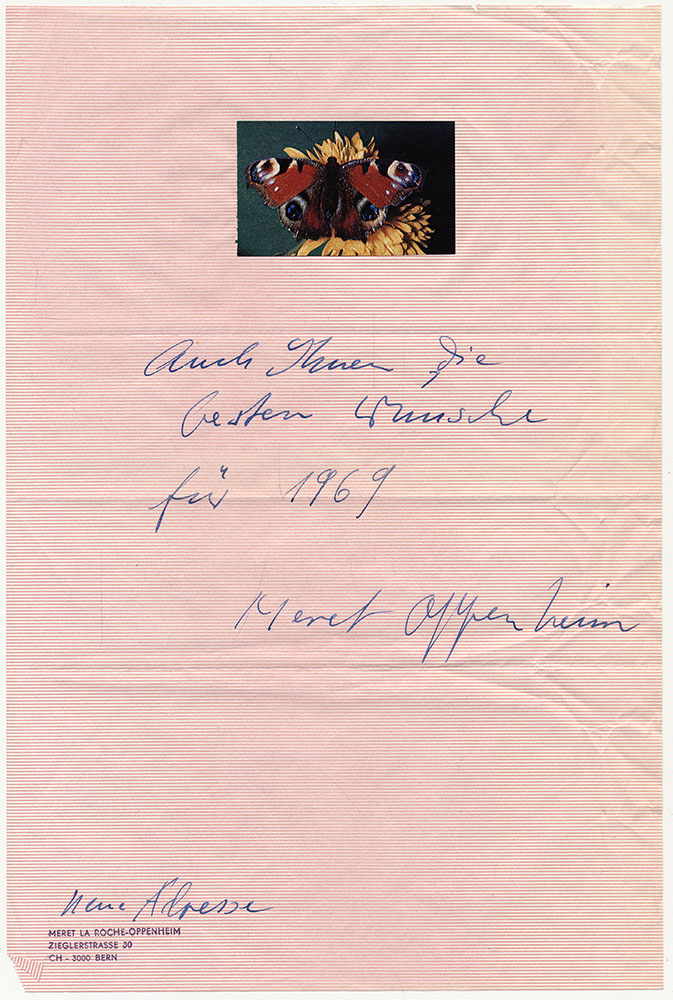 Auch Ihnen die
besten Wünsche
für 1969
Meret Oppenheim
neue Adresse
MERET LA ROCHE-OPPENHEIM
ZIEGLERSTRASSE 30
CH - 3000 BERN